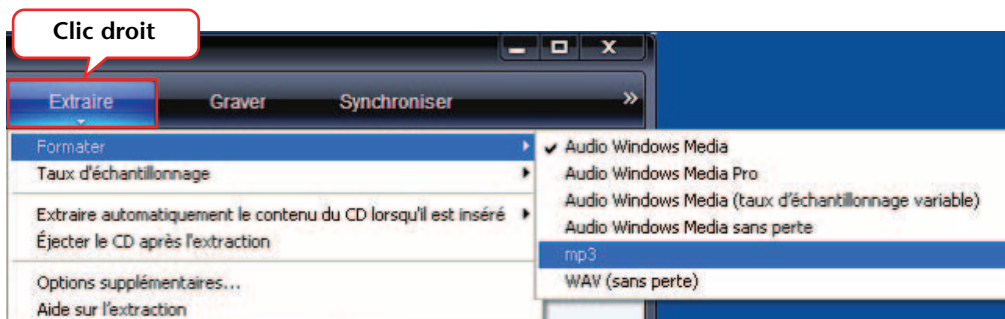 Clic droit
Extraire Graver Synchroniser »
Formater
Taux d'échantillonnage
Extraire automatiquement le contenu du CD lorsqu'il est inséré
Éjecter le CD après l'extraction
Options supplémentaires...
Aide sur l'extraction
Audio Windows Media
Audio Windows Media Pro
Audio Windows Media (taux d'échantillonnage variable)
Audio Windows Media sans perte
mp3
WAV (sans perte)